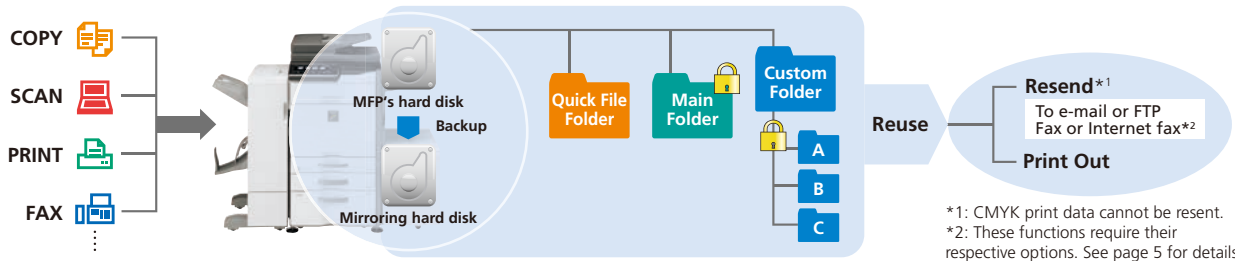 COPY
SCAN
PRINT
FAX
MFP's hard disk
Backup
Mirroring hard disk
Quick File
Folder
Main
Folder
Custom
Folder
A
B
C
Reuse
Resend*1
To e-mail or FTP
Fax or Internet fax*2
Print Out
*1: CMYK print data cannot be resent.
*2: These functions require their
respective options. See page 5 for details